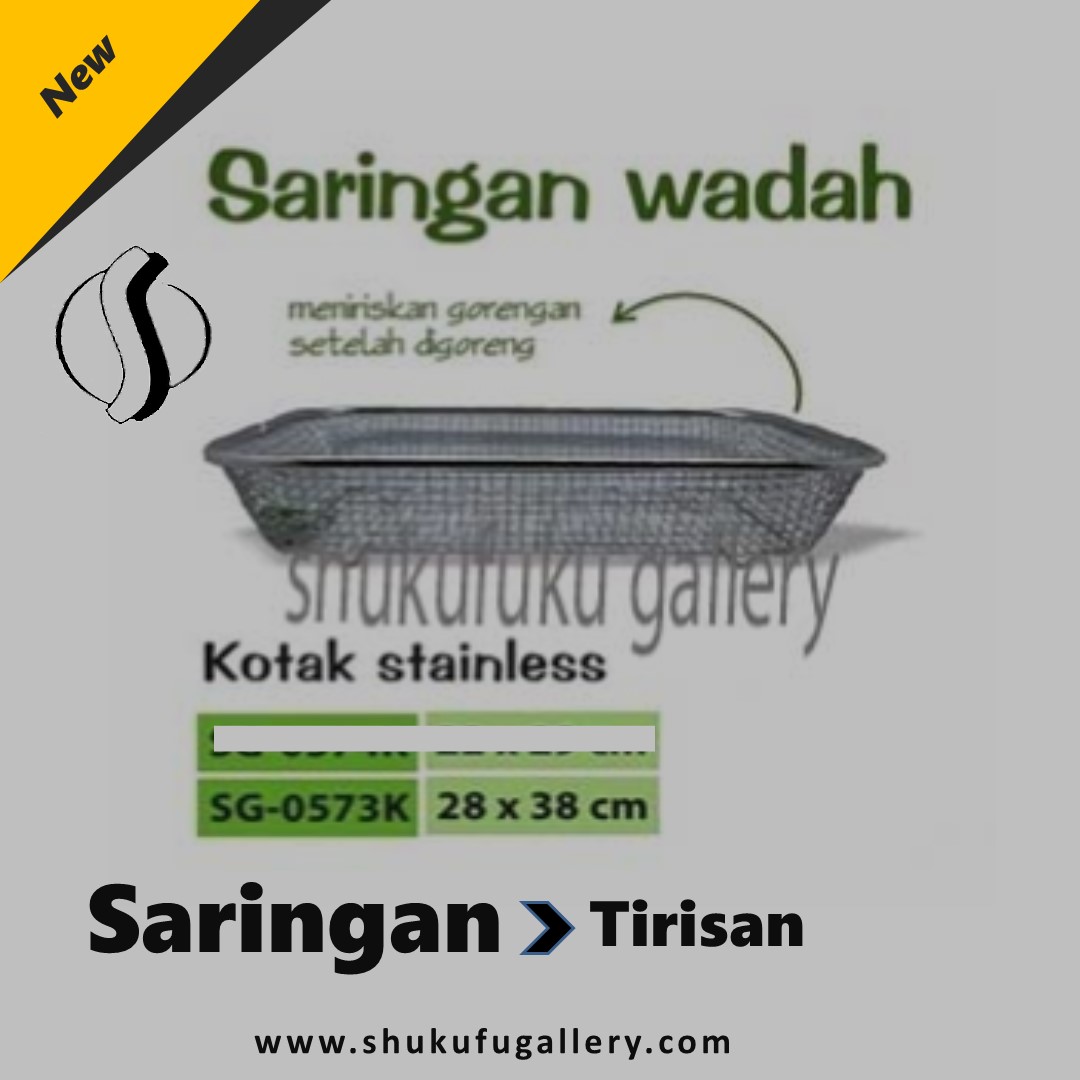 New
Saringan wadah
meniriskan gorengan
setelah digoreng
shukufuku gallery
Kotak stainless
SG-0573K 28 x 38 cm
Saringan Tirisan
www.shukufugallery.com